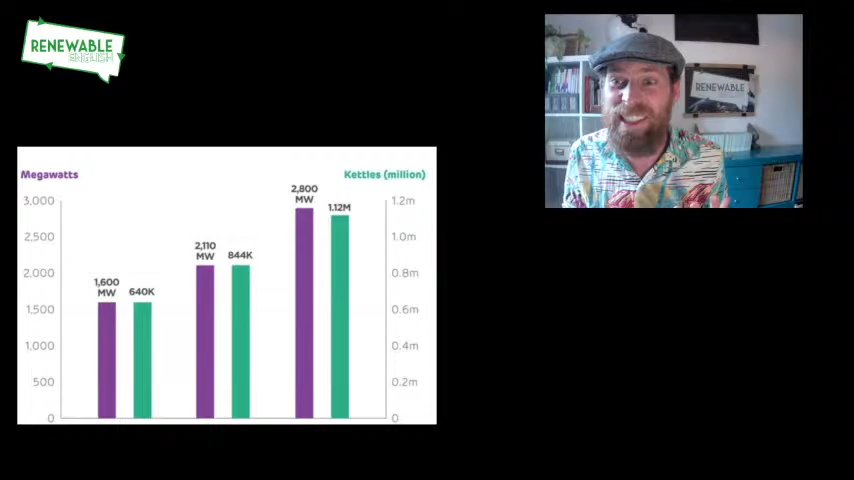 RENEWABLE
ENGLISH
RENEWABLE
Megawatts
Kettles (million)
2,800
MW
1.12M
2,110
MW
844K
1,600
MW
640K
3,000
2,500
2,000
1,500
1,000
500
0
1.2m
1.0m
0.8m
0.6m
0.4m
0.2m
0